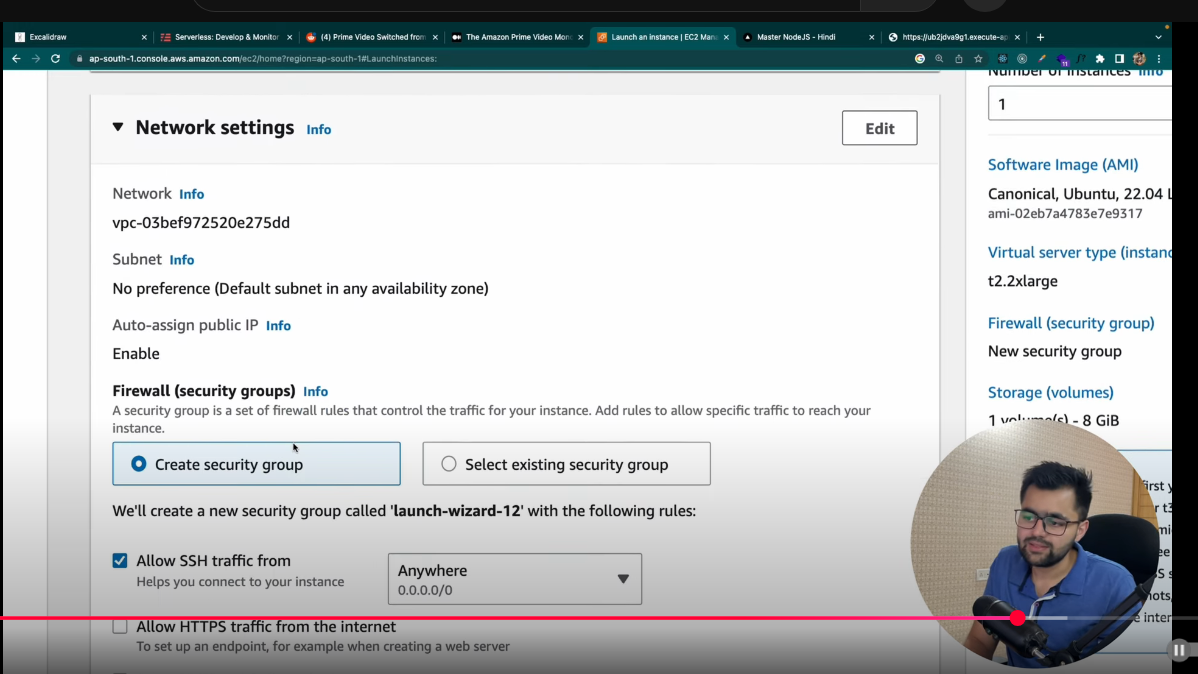 Excalidraw
Serverless: Develop & Monitor
(4) Prime Video Switched from
The Amazon Prime Video Mon
Launch an instance | EC2 Man
Master NodeJS - Hindi
https://ub2jdva9g1.execute-ap
ap-south-1.console.aws.amazon.com/ec2/home?region=ap-south-1#LaunchInstances:
11
Number of instances Info
1
Network settings Info
Edit
Network Info
vpc-03bef972520e275dd
Subnet Info
No preference (Default subnet in any availability zone)
Auto-assign public IP Info
Enable
Firewall (security groups) Info
A security group is a set of firewall rules that control the traffic for your instance. Add rules to allow specific traffic to reach your
instance.
Create security group
Select existing security group
We'll create a new security group called 'launch-wizard-12' with the following rules:
Allow SSH traffic from
Helps you connect to your instance
Anywhere
0.0.0.0/0
Allow HTTPS traffic from the internet
To set up an endpoint, for example when creating a web server
Software Image (AMI)
Canonical, Ubuntu, 22.04 L
ami-02eb7a4783e7e9317
Virtual server type (instanc
t2.2xlarge
Firewall (security group)
New security group
Storage (volumes)
1 volume(s) - 8 GiB